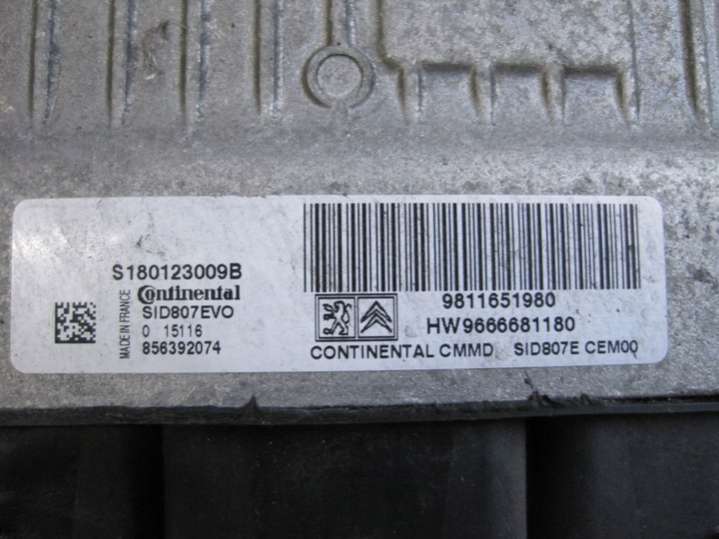 S180123009B
Continental
SID807EVO
0 15116
856392074
MADE IN FRANCE
9811651980
HW9666681180
CONTINENTAL CMMD SID807E CEM00